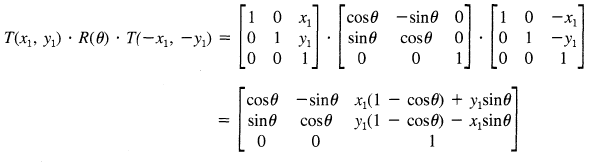 T(x₁, y₁) · R(θ) · T(−x₁, −y₁) = [1 0 x₁; 0 1 y₁; 0 0 1] · [cosθ −sinθ 0; sinθ cosθ 0; 0 0 1] · [1 0 −x₁; 0 1 −y₁; 0 0 1]
= [cosθ −sinθ x₁(1 − cosθ) + y₁sinθ; sinθ cosθ y₁(1 − cosθ) − x₁sinθ; 0 0 1]